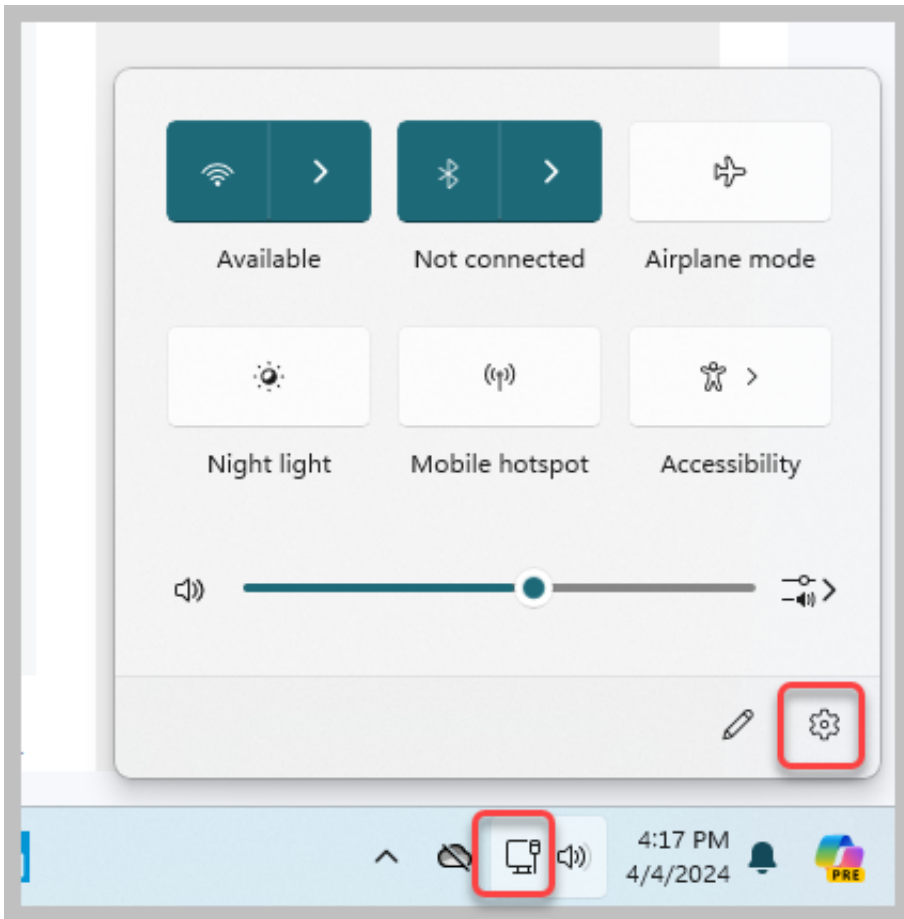 Available
Not connected
Airplane mode
Night light
Mobile hotspot
Accessibility
4:17 PM
4/4/2024
PRE